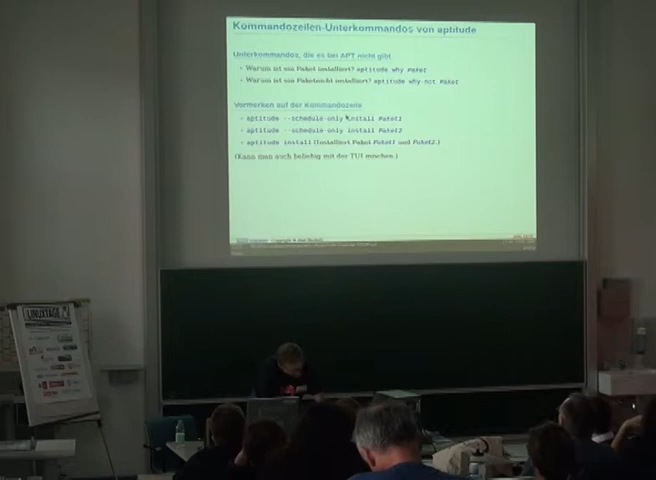 Kommandozeilen-Unterkommandos von aptitude
Unterkommandos, die es bei APT nicht gibt
• Warum ist ein Paket installiert? aptitude why Paket
• Warum ist ein Paket nicht installiert? aptitude why-not Paket
Vormerken auf der Kommandozeile
• aptitude --schedule-only install Paket1
• aptitude --schedule-only install Paket2
• aptitude install (Installiert Paket Paket1 und Paket2.)
(Kann man auch beliebig mit der TUI mischen.)
LINUXTAGE